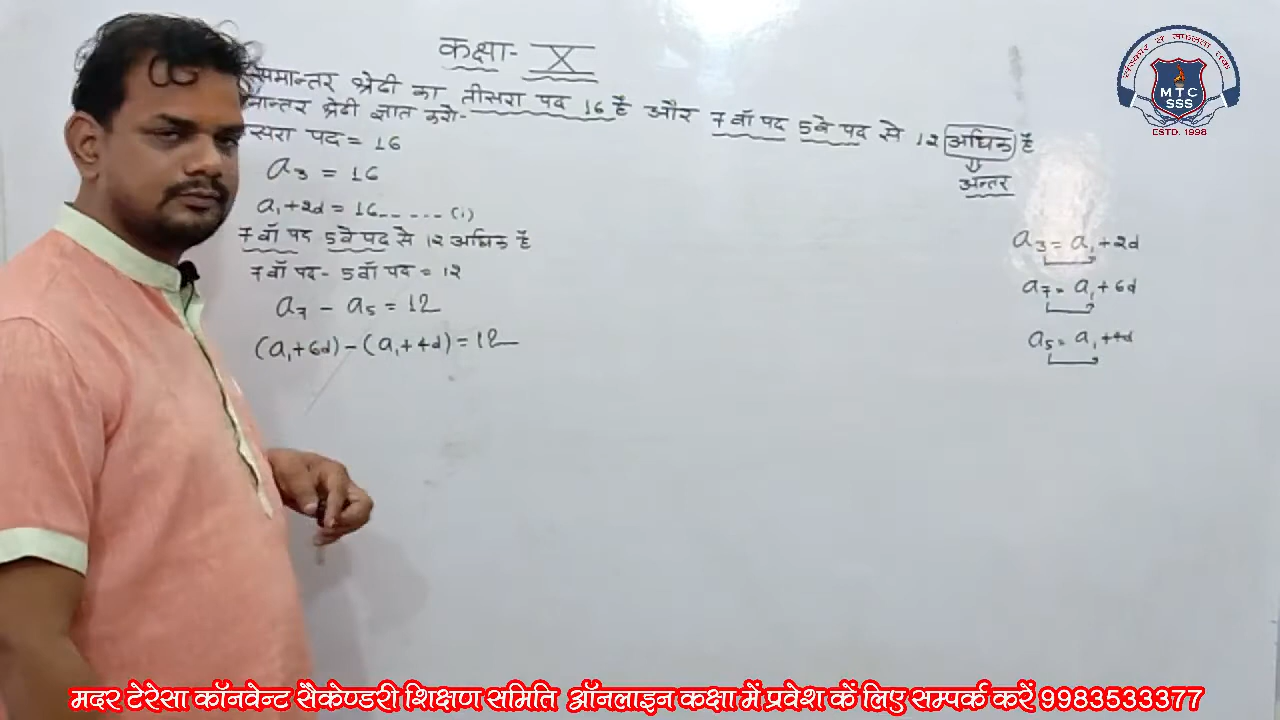 कक्षा- X
समान्तर श्रेढी का तीसरा पद 16 है और 7वाँ पद 5वे पद से 12 अधिक है
मान्तर श्रेढी ज्ञात करो-
सरा पद = 16
a₃ = 16
a₁+2d = 16------(i)
7वाँ पद 5वे पद से 12 अधिक है
7वाँ पद - 5वाँ पद = 12
a₇ - a₅ = 12
(a₁+6d) - (a₁+4d) = 12
⇓
अन्तर
a₃ = a₁+2d
a₇ = a₁+6d
a₅ = a₁+4d
MTC
SSS
ESTD. 1998
मदर टेरेसा कॉनवेन्ट सैकेण्डरी शिक्षण समिति ऑनलाइन कक्षा में प्रवेश के लिए सम्पर्क करें 9983533377